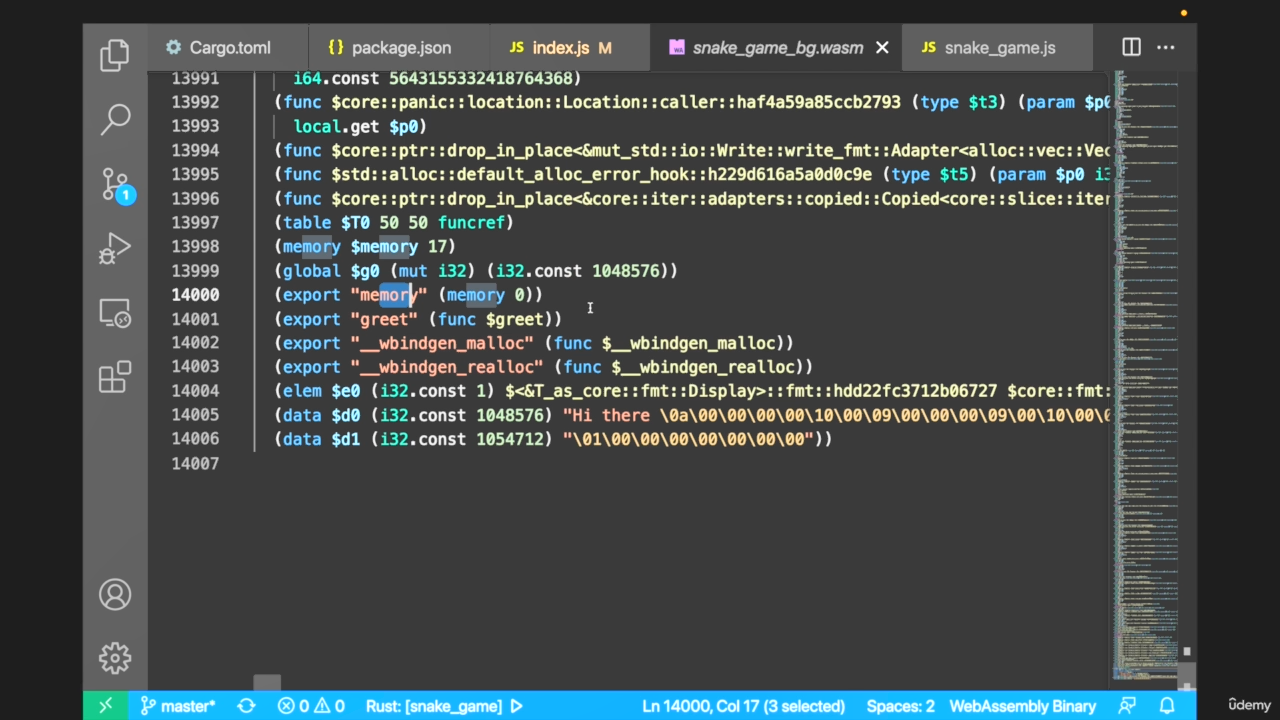 Cargo.toml
package.json
index.js M
snake_game_bg.wasm
snake_game.js
13991 i64.const 5643155332418764368)
13992 (func $core::panic::location::Location::caller::haf4a59a85ccb2793 (type $t3) (param $p0
13993 local.get $p0)
13994 (func $core::ptr::drop_in_place<&mut_std::io::Write::write_fmt::Adapter<alloc::vec::Vec
13995 (func $std::alloc::default_alloc_error_hook::h229d616a5a0d0c9e (type $t5) (param $p0 i3
13996 (func $core::ptr::drop_in_place<&core::iter::adapters::copied::Copied<core::slice::iter
13997 (table $T0 50 50 funcref)
13998 (memory $memory 17)
13999 (global $g0 (mut i32) (i32.const 1048576))
14000 (export "memory" (memory 0))
14001 (export "greet" (func $greet))
14002 (export "__wbindgen_malloc" (func $__wbindgen_malloc))
14003 (export "__wbindgen_realloc" (func $__wbindgen_realloc))
14004 (elem $e0 (i32.const 1) $<&T_as_core::fmt::Display>::fmt::hdd22fc3712b06727 $core::fmt:
14005 (data $d0 (i32.const 1048576) "Hi there \0a\00\00\00\00\10\00\09\00\00\00\09\00\10\00\0
14006 (data $d1 (i32.const 1054712) "\01\00\00\00\00\00\00\00"))
14007
1
master* 0 0 Rust: [snake_game] Ln 14000, Col 17 (3 selected) Spaces: 2 WebAssembly Binary
ûdemy